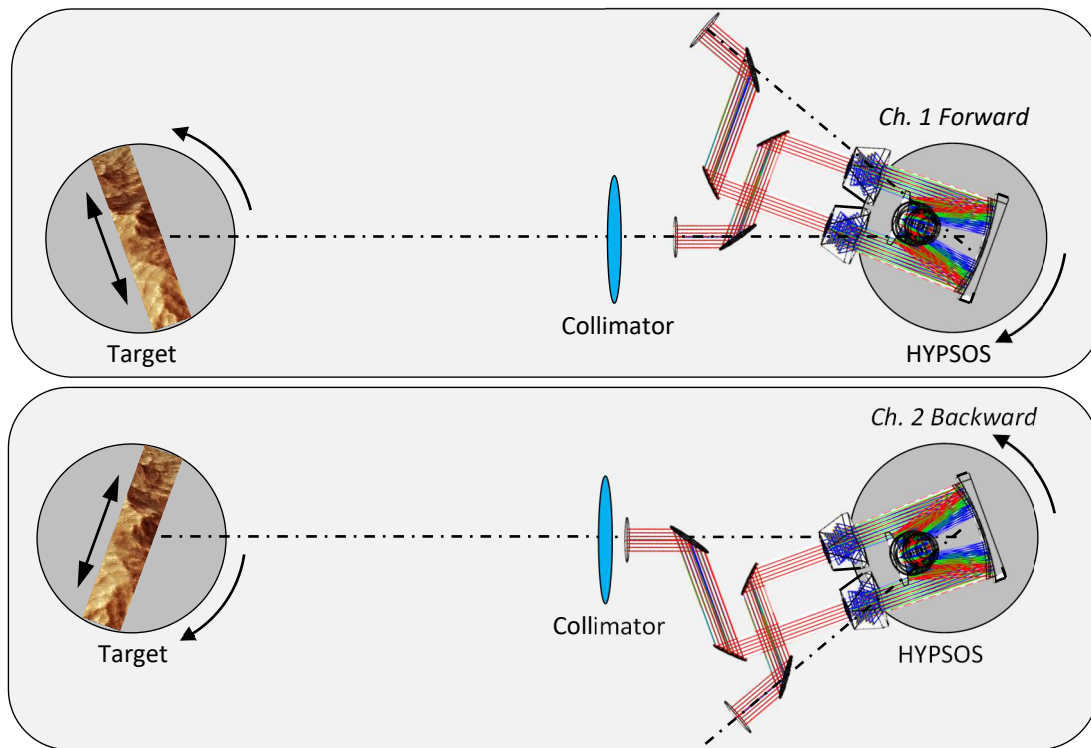 Ch. 1 Forward
Collimator
Target
HYPSOS
Ch. 2 Backward
Collimator
Target
HYPSOS